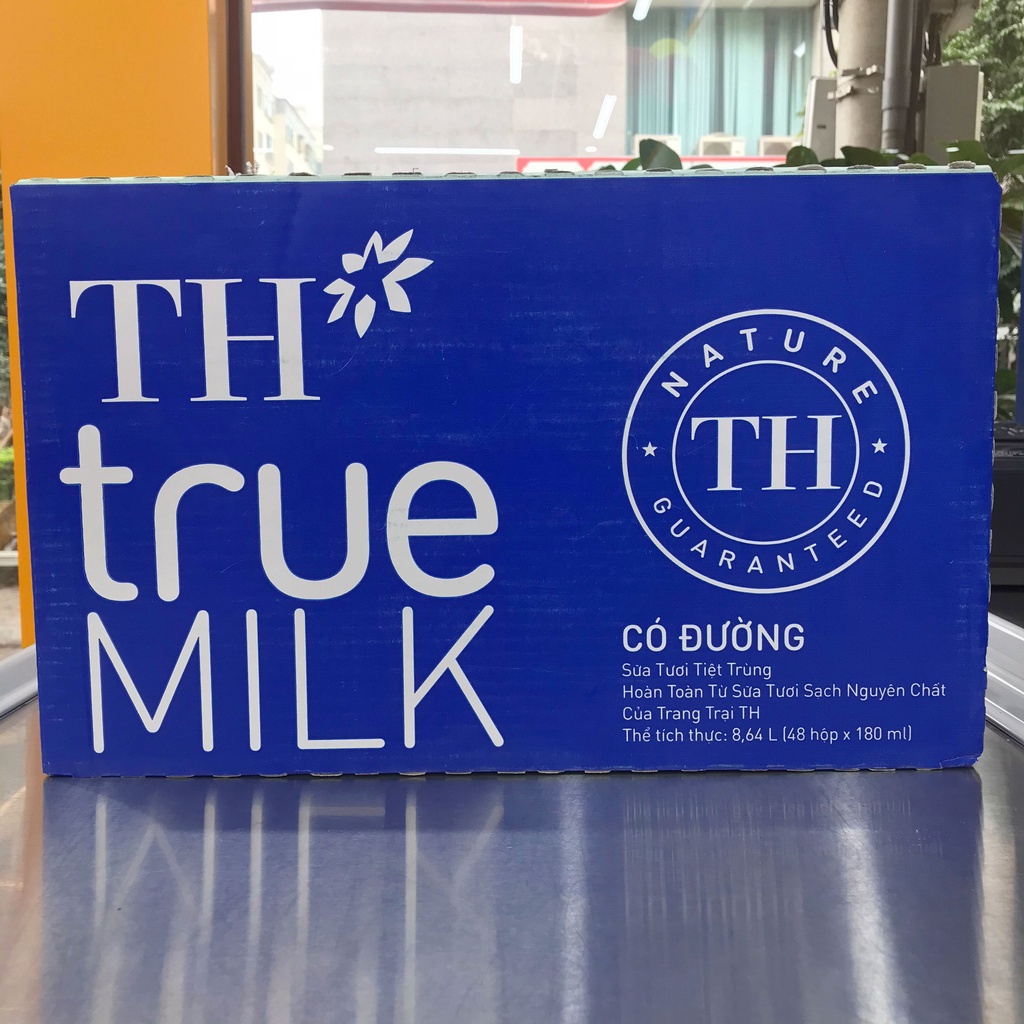 TH
true
MILK
NATURE
TH
GUARANTEED
CÓ ĐƯỜNG
Sữa Tươi Tiệt Trùng
Hoàn Toàn Từ Sữa Tươi Sạch Nguyên Chất
Của Trang Trại TH
Thể tích thực: 8,64 L (48 hộp x 180 ml)